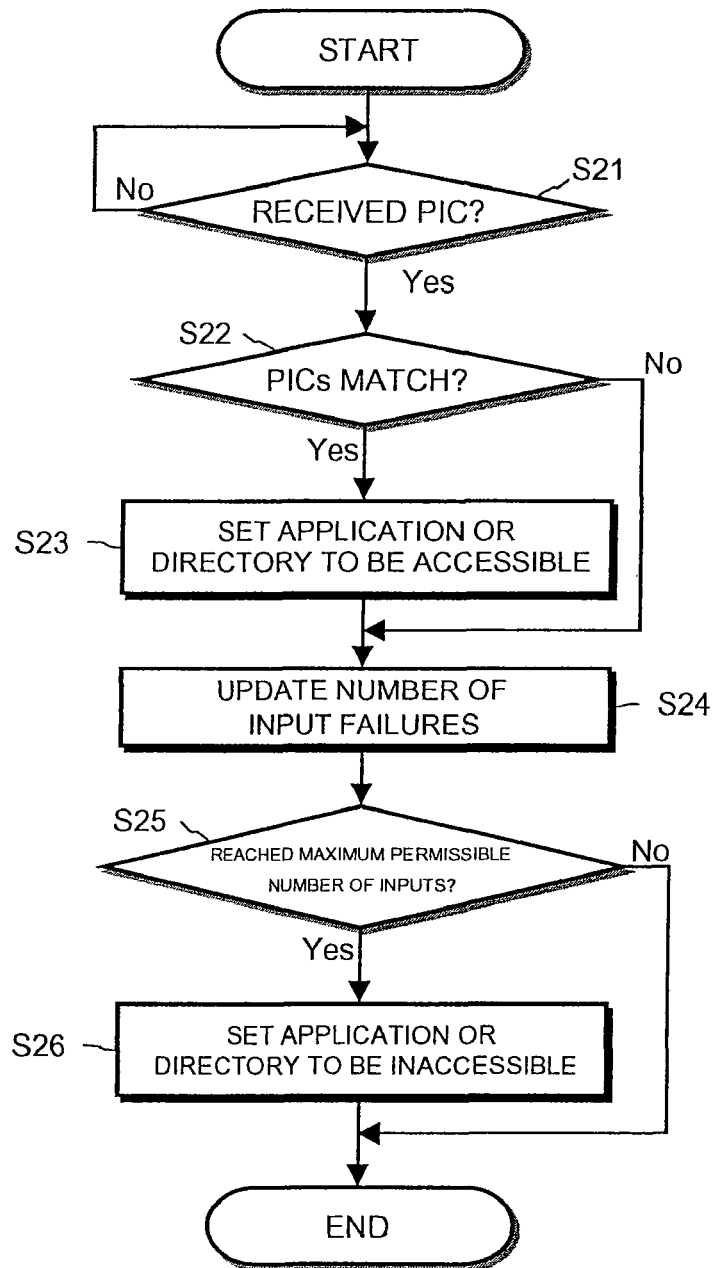 START
No
S21
RECEIVED PIC?
Yes
S22
No
PICs MATCH?
Yes
S23
SET APPLICATION OR
DIRECTORY TO BE ACCESSIBLE
UPDATE NUMBER OF
INPUT FAILURES
S24
S25
No
REACHED MAXIMUM PERMISSIBLE
NUMBER OF INPUTS?
Yes
S26
SET APPLICATION OR
DIRECTORY TO BE INACCESSIBLE
END